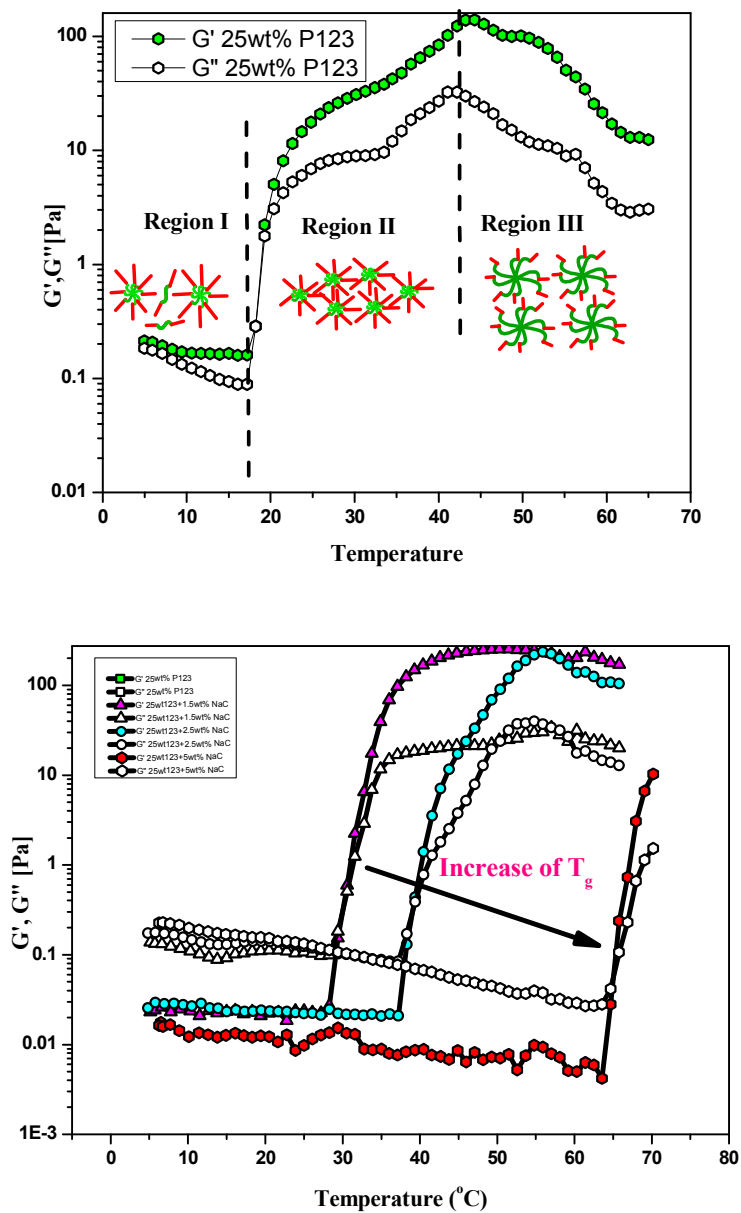 100
10
1
0.1
0.01
G',G"[Pa]
G' 25wt% P123
G" 25wt% P123
Region I
Region II
Region III
0 10 20 30 40 50 60 70
Temperature
100
10
1
0.1
0.01
1E-3
G', G" [Pa]
G' 25wt% P123
G" 25wt% P123
G' 25wt123+1.5wt% NaC
G" 25wt123+1.5wt% NaC
G' 25wt123+2.5wt% NaC
G" 25wt123+2.5wt% NaC
G' 25wt123+5wt% NaC
G" 25wt123+5wt% NaC
Increase of Tg
0 10 20 30 40 50 60 70 80
Temperature (°C)